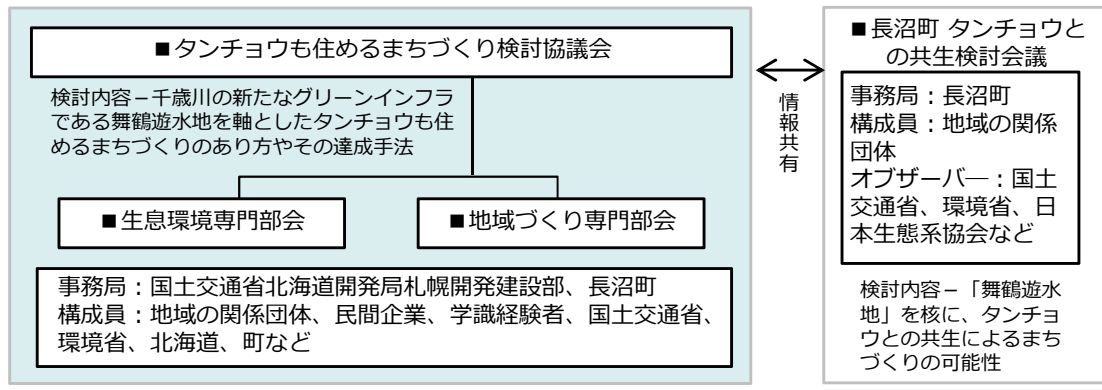 ■タンチョウも住めるまちづくり検討協議会
検討内容－千歳川の新たなグリーンインフラ
である舞鶴遊水地を軸としたタンチョウも住
めるまちづくりのあり方やその達成手法
■生息環境専門部会
■地域づくり専門部会
事務局：国土交通省北海道開発局札幌開発建設部、長沼町
構成員：地域の関係団体、民間企業、学識経験者、国土交通省、
環境省、北海道、町など
情報共有
■長沼町 タンチョウと
の共生検討会議
事務局：長沼町
構成員：地域の関係
団体
オブザーバ―：国土
交通省、環境省、日
本生態系協会など
検討内容－「舞鶴遊水
地」を核に、タンチョ
ウとの共生によるまち
づくりの可能性